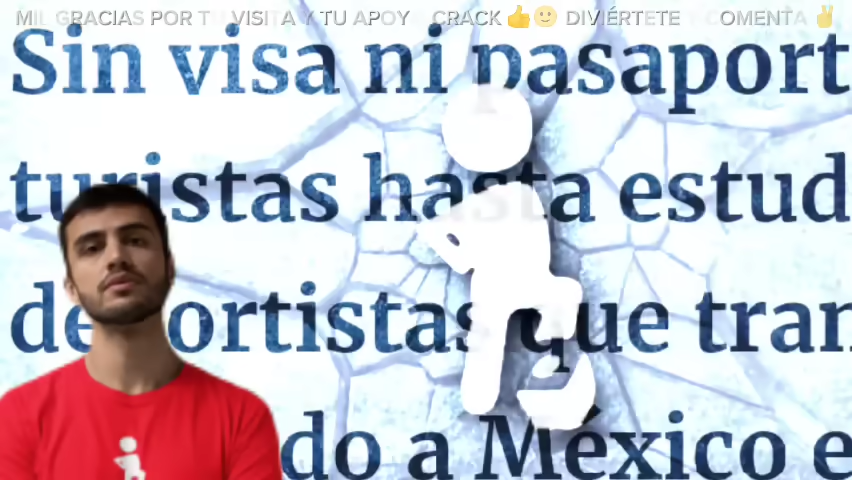 MIL GRACIAS POR TU VISITA Y TU APOYO CRACK 👍🙂 DIVIÉRTETE Y COMENTA ✌
Sin visa ni pasaport
turistas hasta estud
deportistas que tran
do a México e